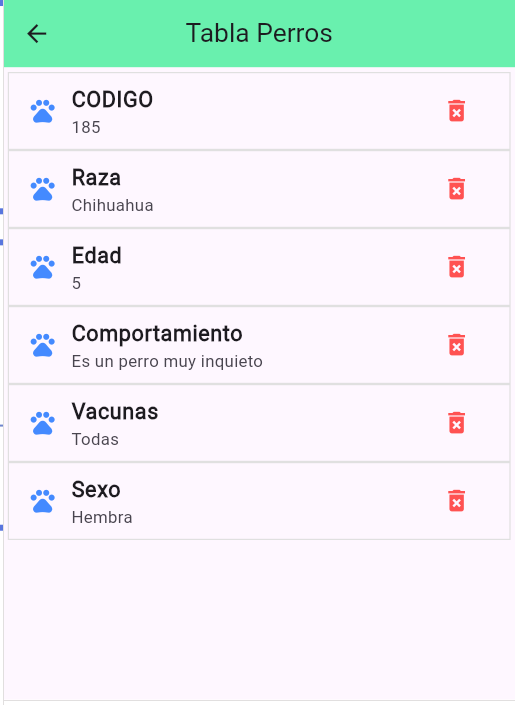 Tabla Perros
CODIGO
185
Raza
Chihuahua
Edad
5
Comportamiento
Es un perro muy inquieto
Vacunas
Todas
Sexo
Hembra